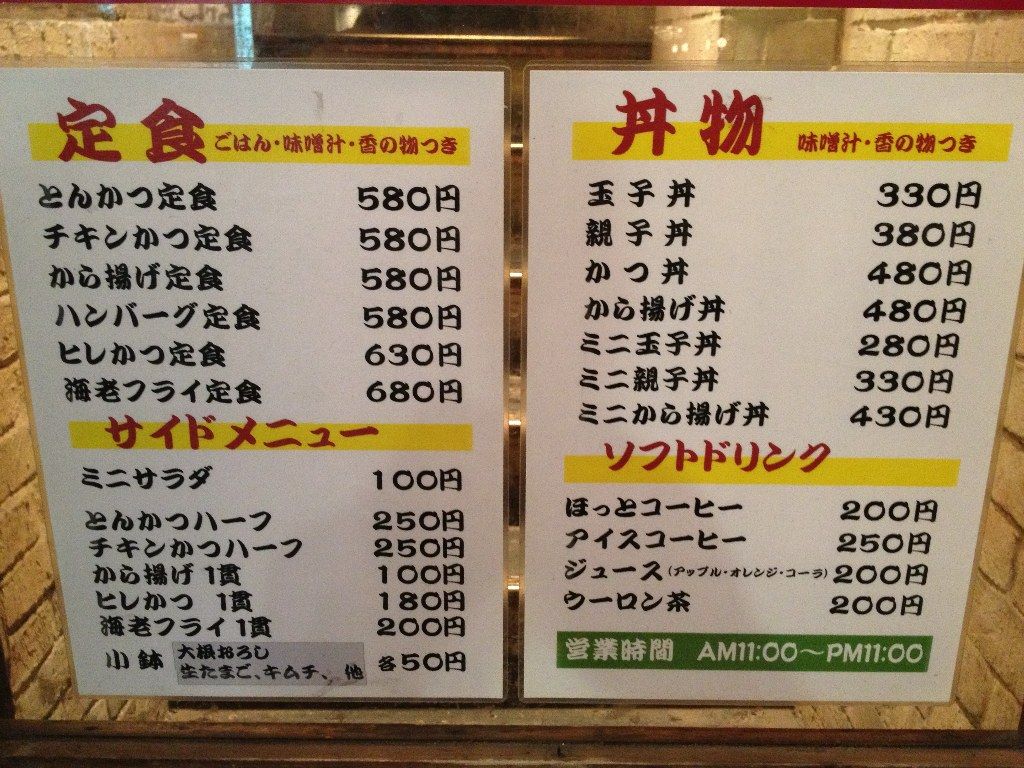 定食 ごはん・味噌汁・香の物つき
とんかつ定食 580円
チキンかつ定食 580円
から揚げ定食 580円
ハンバーグ定食 580円
ヒレかつ定食 630円
海老フライ定食 680円
サイドメニュー
ミニサラダ 100円
とんかつハーフ 250円
チキンかつハーフ 250円
から揚げ 1貫 100円
ヒレかつ 1貫 180円
海老フライ 1貫 200円
小鉢 大根おろし
生たまご、キムチ、他 各50円
丼物 味噌汁・香の物つき
玉子丼 330円
親子丼 380円
かつ丼 480円
から揚げ丼 480円
ミニ玉子丼 280円
ミニ親子丼 330円
ミニから揚げ丼 430円
ソフトドリンク
ほっとコーヒー 200円
アイスコーヒー 250円
ジュース(アップル・オレンジ・コーラ) 200円
ウーロン茶 200円
営業時間 AM11:00~PM11:00